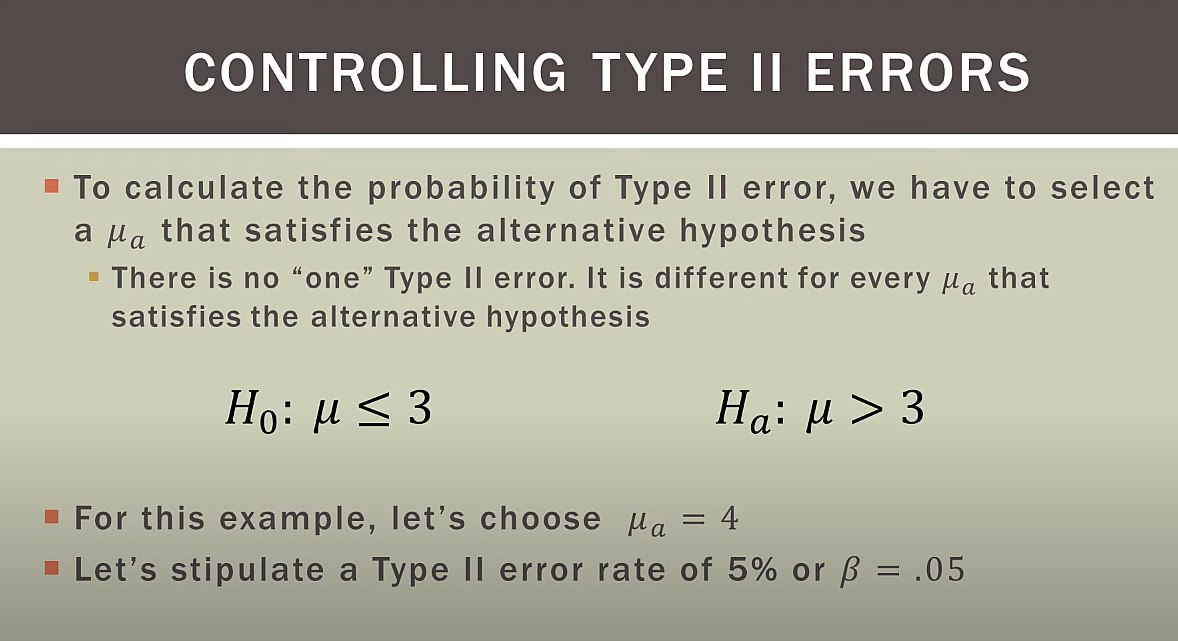 CONTROLLING TYPE II ERRORS
To calculate the probability of Type II error, we have to select
a μₐ that satisfies the alternative hypothesis
There is no “one” Type II error. It is different for every μₐ that
satisfies the alternative hypothesis
H₀: μ ≤ 3 Hₐ: μ > 3
For this example, let’s choose μₐ = 4
Let’s stipulate a Type II error rate of 5% or β = .05